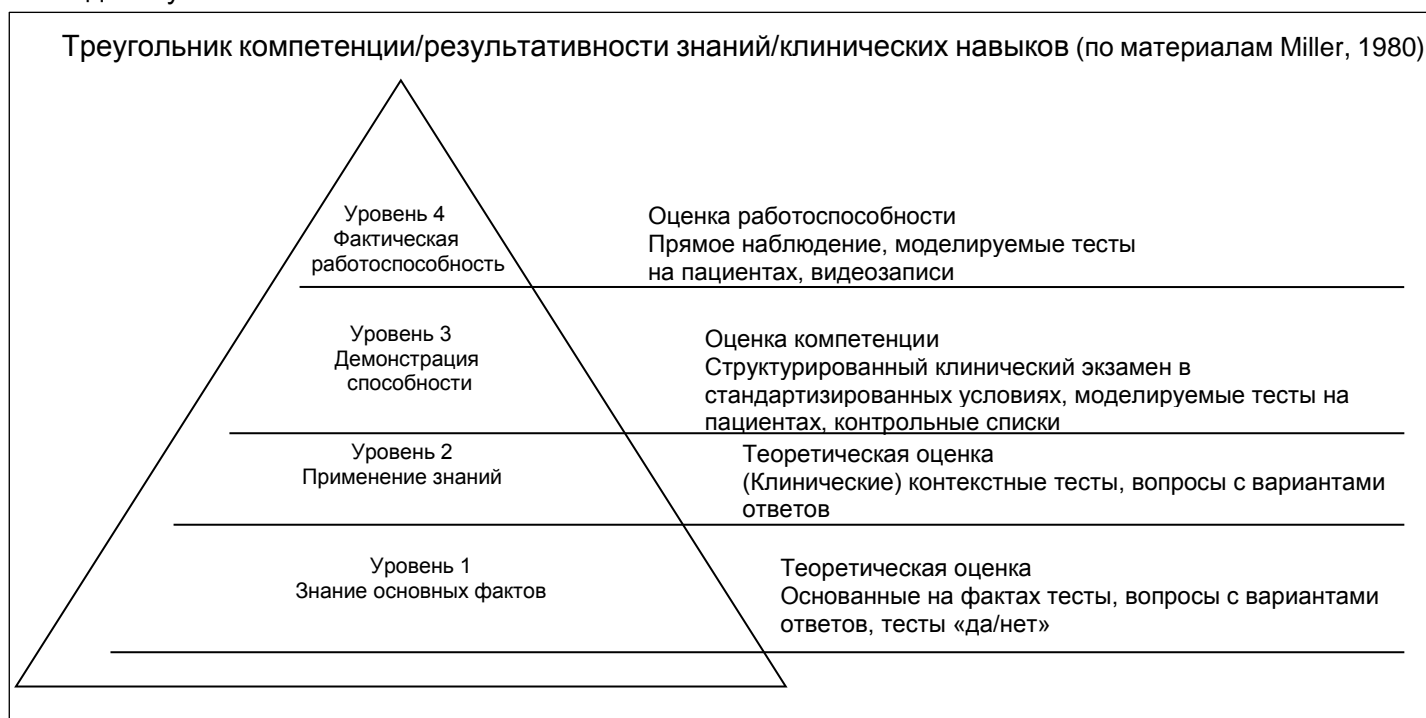 Треугольник компетенции/результативности знаний/клинических навыков (по материалам Miller, 1980)
Уровень 4
Фактическая
работоспособность
Оценка работоспособности
Прямое наблюдение, моделируемые тесты
на пациентах, видеозаписи
Уровень 3
Демонстрация
способности
Оценка компетенции
Структурированный клинический экзамен в
стандартизированных условиях, моделируемые тесты на
пациентах, контрольные списки
Уровень 2
Применение знаний
Теоретическая оценка
(Клинические) контекстные тесты, вопросы с вариантами
ответов
Уровень 1
Знание основных фактов
Теоретическая оценка
Основанные на фактах тесты, вопросы с вариантами
ответов, тесты «да/нет»